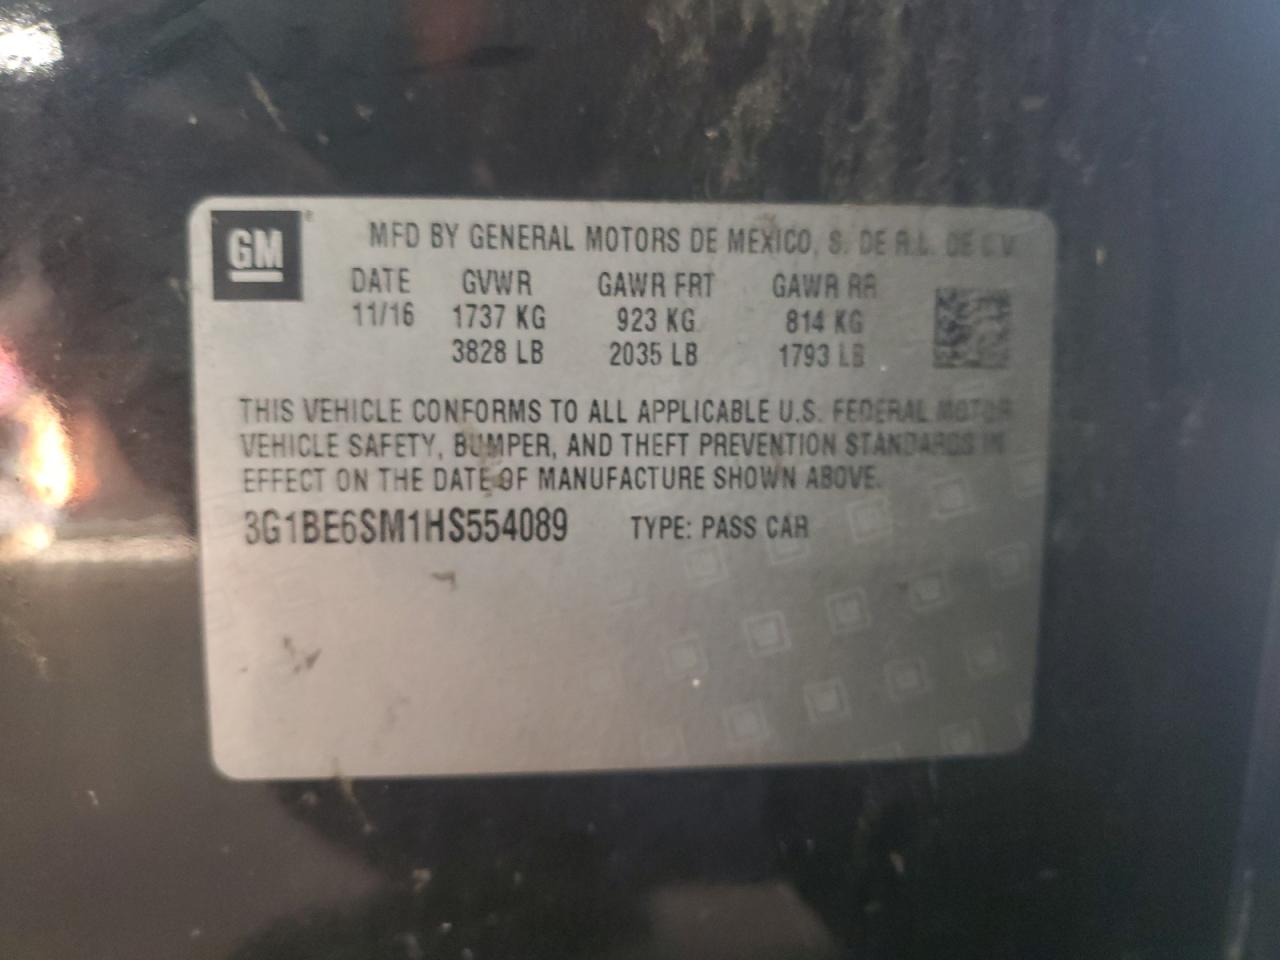 GM ®
MFD BY GENERAL MOTORS DE MEXICO, S. DE R.L. DE C.V.
DATE GVWR GAWR FRT GAWR RR
11/16 1737 KG 923 KG 814 KG
3828 LB 2035 LB 1793 LB
THIS VEHICLE CONFORMS TO ALL APPLICABLE U.S. FEDERAL MOTOR
VEHICLE SAFETY, BUMPER, AND THEFT PREVENTION STANDARDS IN
EFFECT ON THE DATE OF MANUFACTURE SHOWN ABOVE.
3G1BE6SM1HS554089 TYPE: PASS CAR